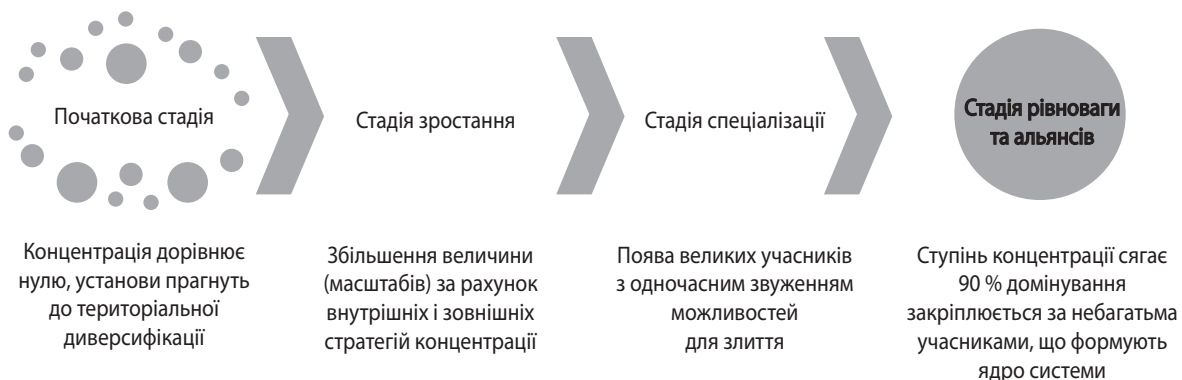 Початкова стадія
Стадія зростання
Стадія спеціалізації
Стадія рівноваги
та альянсів
Концентрація дорівнює
нулю, установи прагнуть
до територіальної
диверсифікації
Збільшення величини
(масштабів) за рахунок
внутрішніх і зовнішніх
стратегій концентрації
Поява великих учасників
з одночасним звуженням
можливостей
для злиття
Ступінь концентрації сягає
90 % домінування
закріплюється за небагатьма
учасниками, що формують
ядро системи